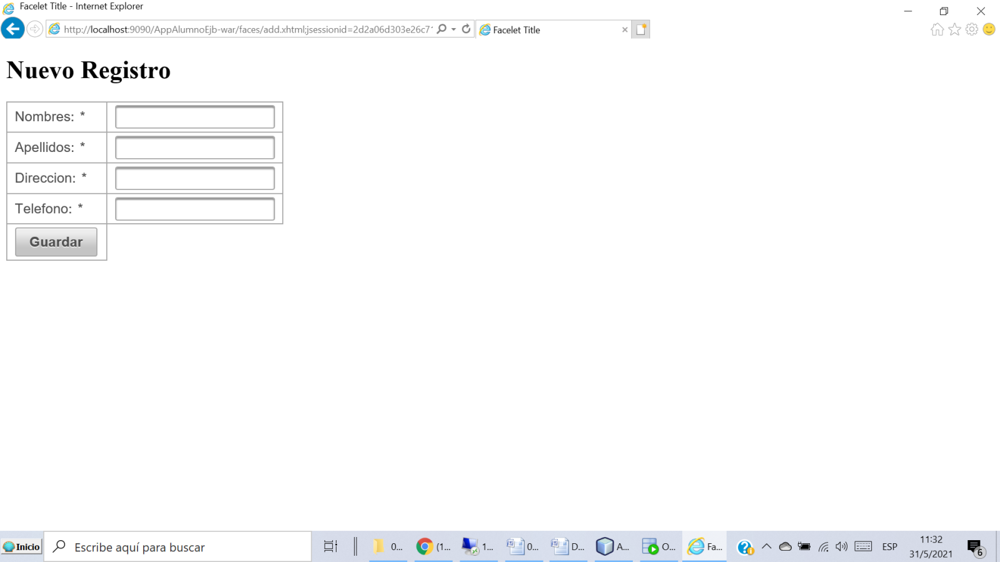 Facelet Title - Internet Explorer
http://localhost:9090/AppAlumnoEjb-war/faces/add.xhtml;jsessionid=2d2a06d303e26c7
Facelet Title
Nuevo Registro
Nombres: *
Apellidos: *
Direccion: *
Telefono: *
Guardar
Inicio
Escribe aquí para buscar
0...
(1...
1...
0...
D...
A...
O...
Fa...
ESP
11:32
31/5/2021
6